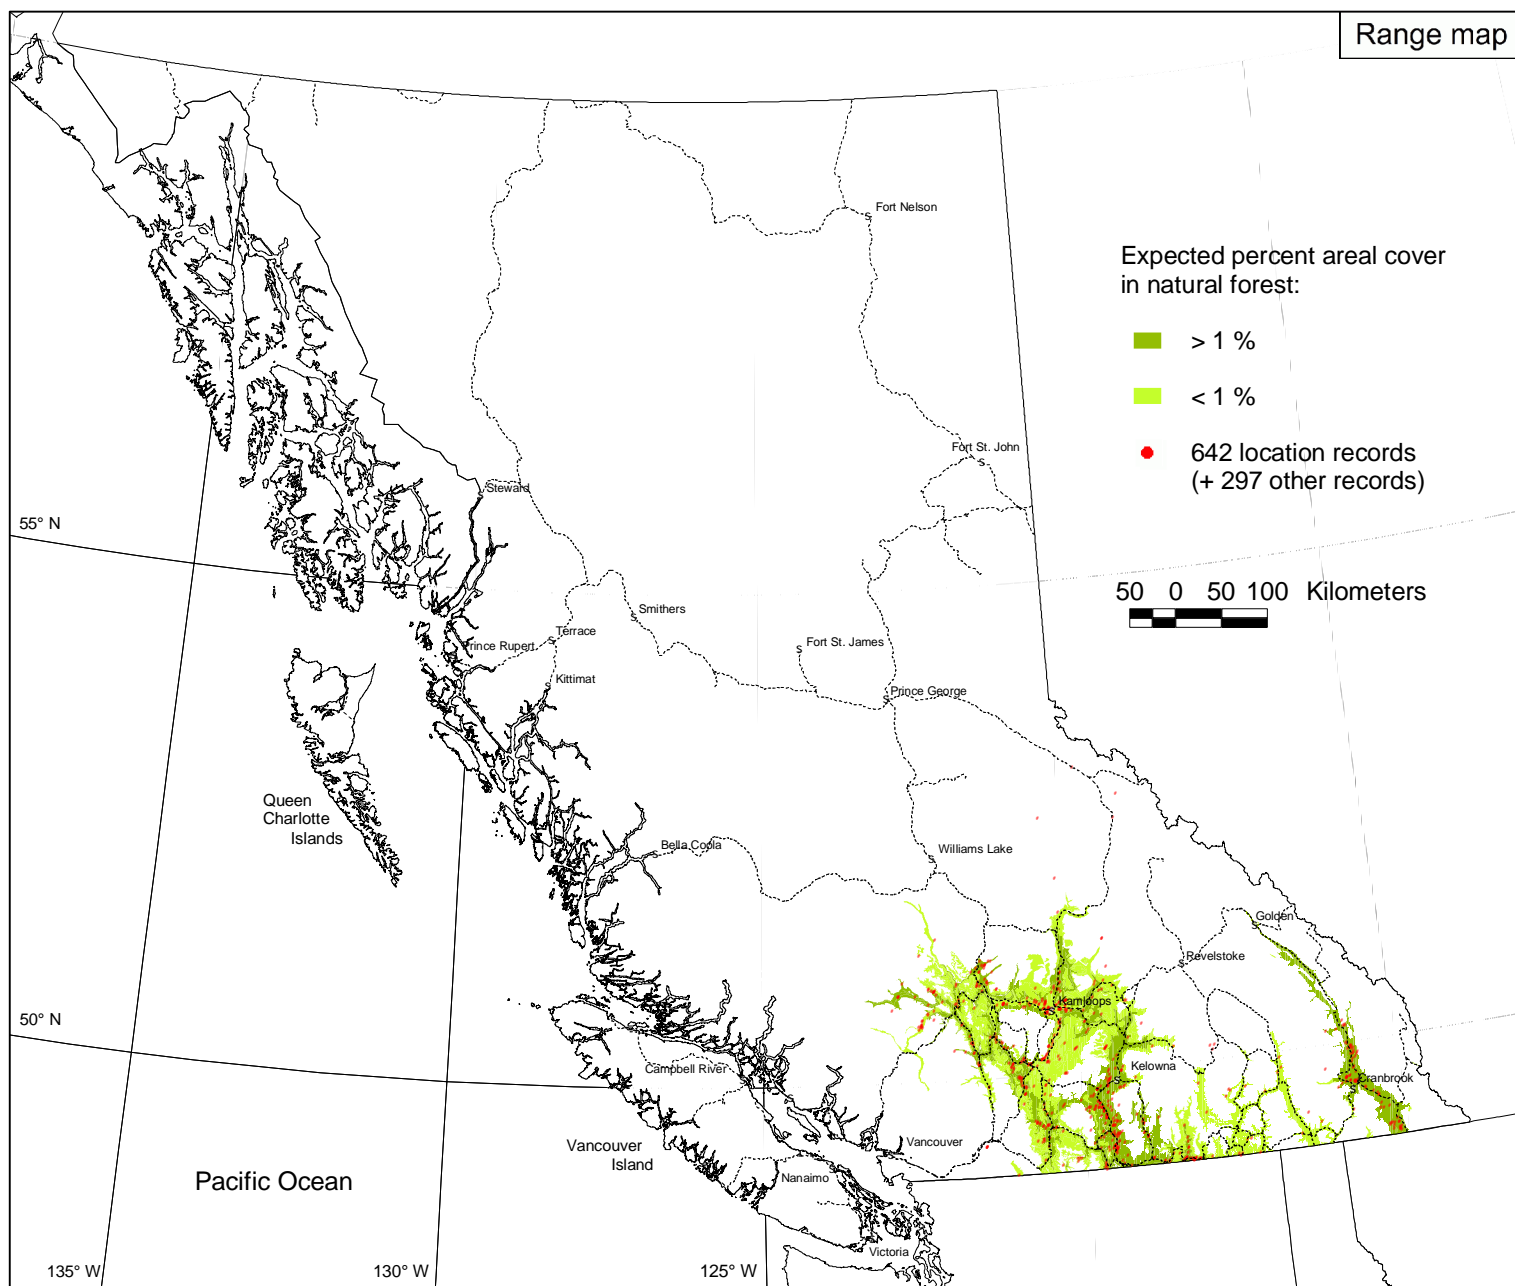 Range map
Fort Nelson
Expected percent areal cover
in natural forest:
> 1 %
< 1 %
Fort St. John
642 location records
(+ 297 other records)
Steward
55° N
50 0 50 100 Kilometers
Smithers
Terrace
Prince Rupert
Fort St. James
Kittimat
Prince George
Queen
Charlotte
Islands
Bella Coola
Williams Lake
Golden
Revelstoke
Kamloops
50° N
Campbell River
Kelowna
Cranbrook
Vancouver
Island
Vancouver
Pacific Ocean
Nanaimo
Victoria
135° W
130° W
125° W